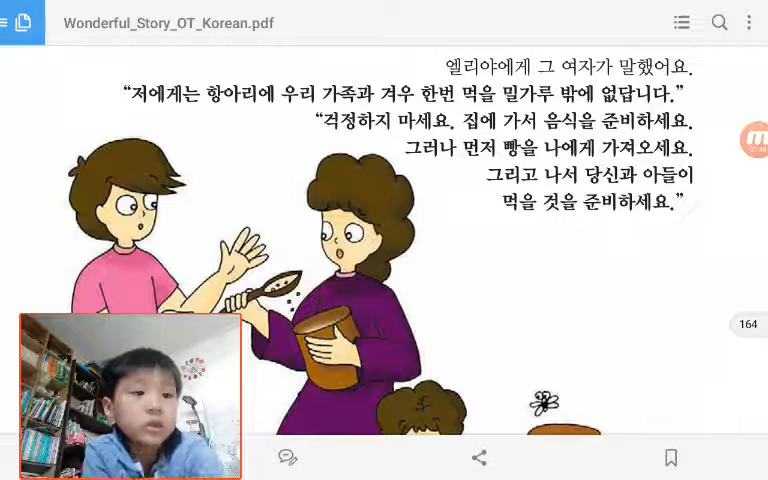 Wonderful_Story_OT_Korean.pdf
엘리야에게 그 여자가 말했어요.
“저에게는 항아리에 우리 가족과 겨우 한번 먹을 밀가루 밖에 없답니다.”
“걱정하지 마세요. 집에 가서 음식을 준비하세요.
그러나 먼저 빵을 나에게 가져오세요.
그리고 나서 당신과 아들이
먹을 것을 준비하세요.”
164